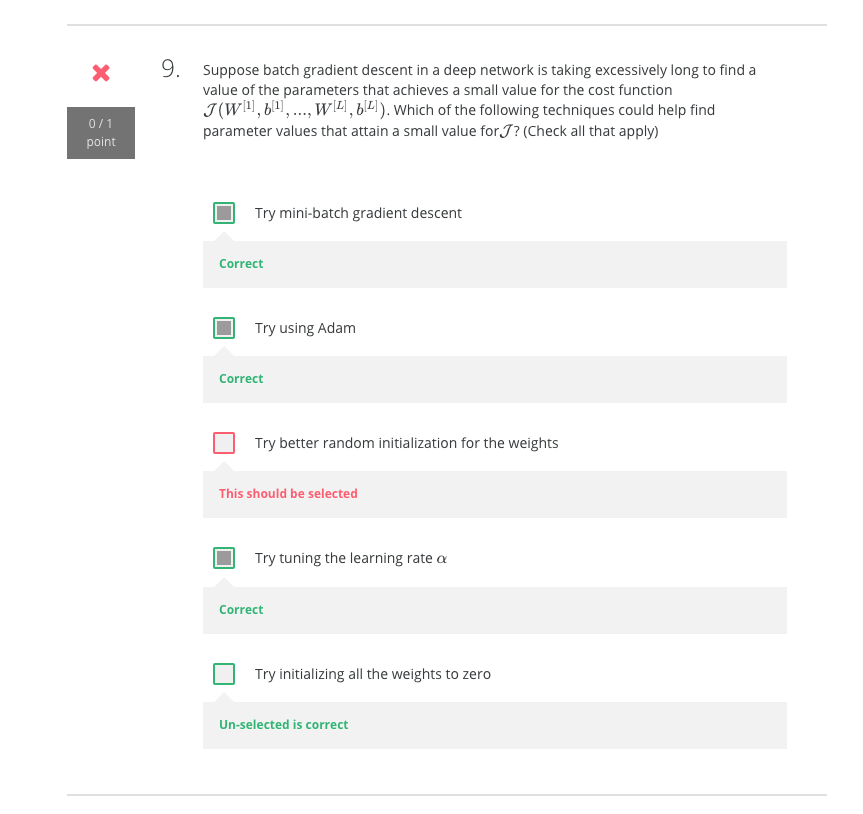 9.
Suppose batch gradient descent in a deep network is taking excessively long to find a
value of the parameters that achieves a small value for the cost function
𝒥(W^[1], b^[1], ..., W^[L], b^[L]). Which of the following techniques could help find
parameter values that attain a small value for𝒥? (Check all that apply)
0 / 1
point
Try mini-batch gradient descent
Correct
Try using Adam
Correct
Try better random initialization for the weights
This should be selected
Try tuning the learning rate α
Correct
Try initializing all the weights to zero
Un-selected is correct